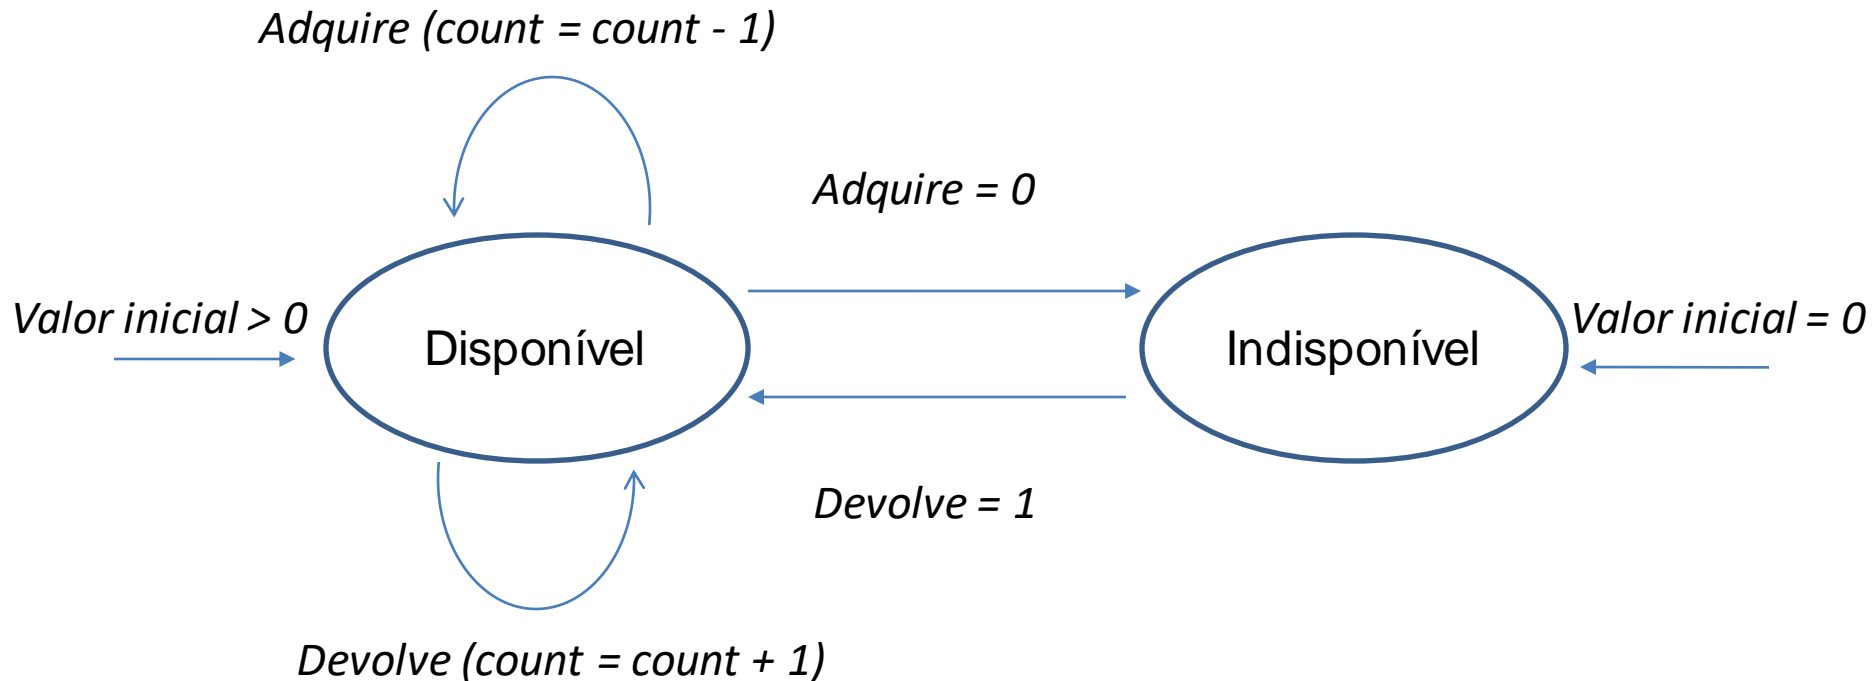 Adquire (count = count - 1)
Adquire = 0
Valor inicial > 0
Disponível
Indisponível
Valor inicial = 0
Devolve = 1
Devolve (count = count + 1)